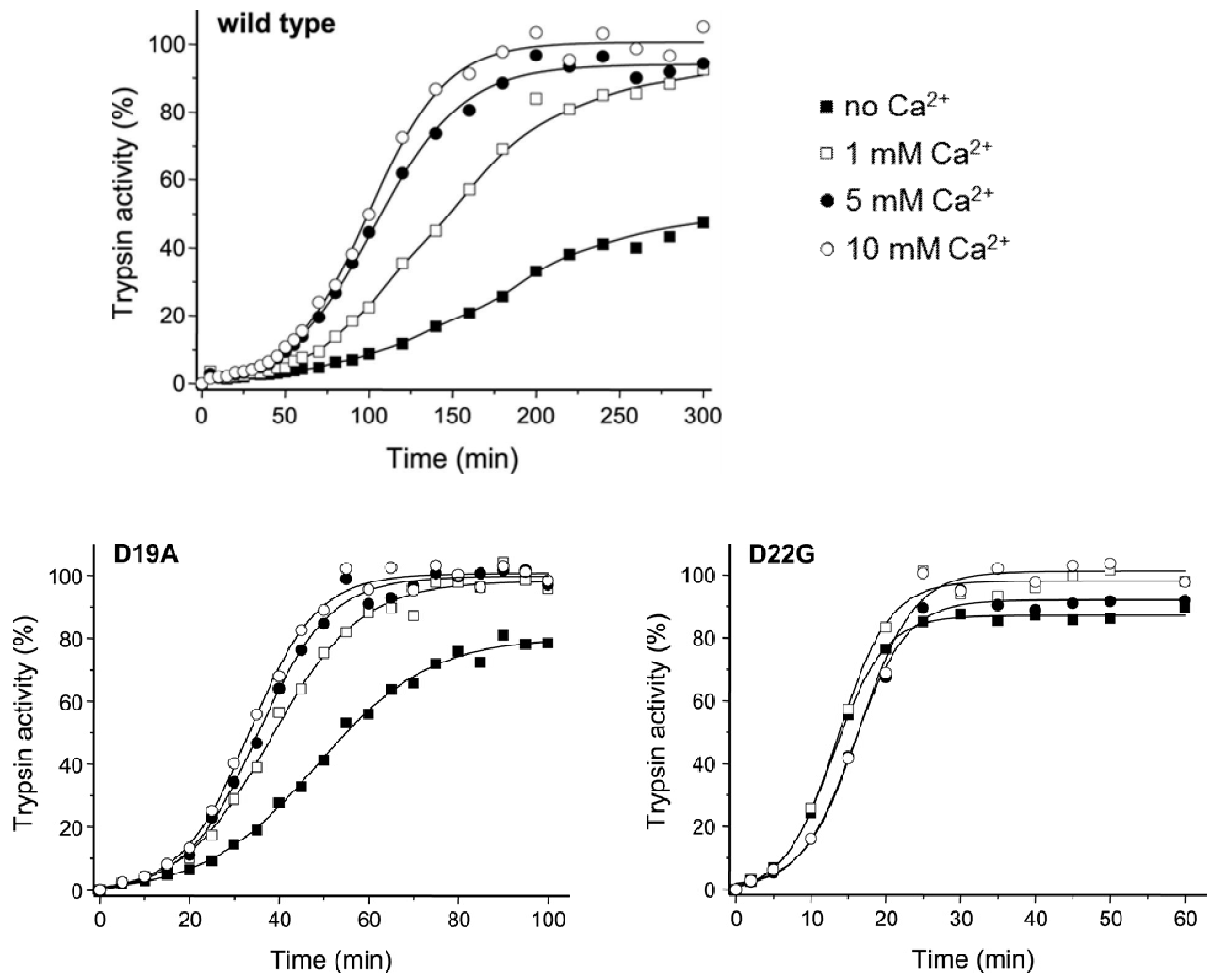 wild type
Trypsin activity (%)
100
80
60
40
20
0
0 50 100 150 200 250 300
Time (min)
no Ca²⁺
1 mM Ca²⁺
5 mM Ca²⁺
10 mM Ca²⁺
D19A
Trypsin activity (%)
100
80
60
40
20
0
0 20 40 60 80 100
Time (min)
D22G
Trypsin activity (%)
100
80
60
40
20
0
0 10 20 30 40 50 60
Time (min)